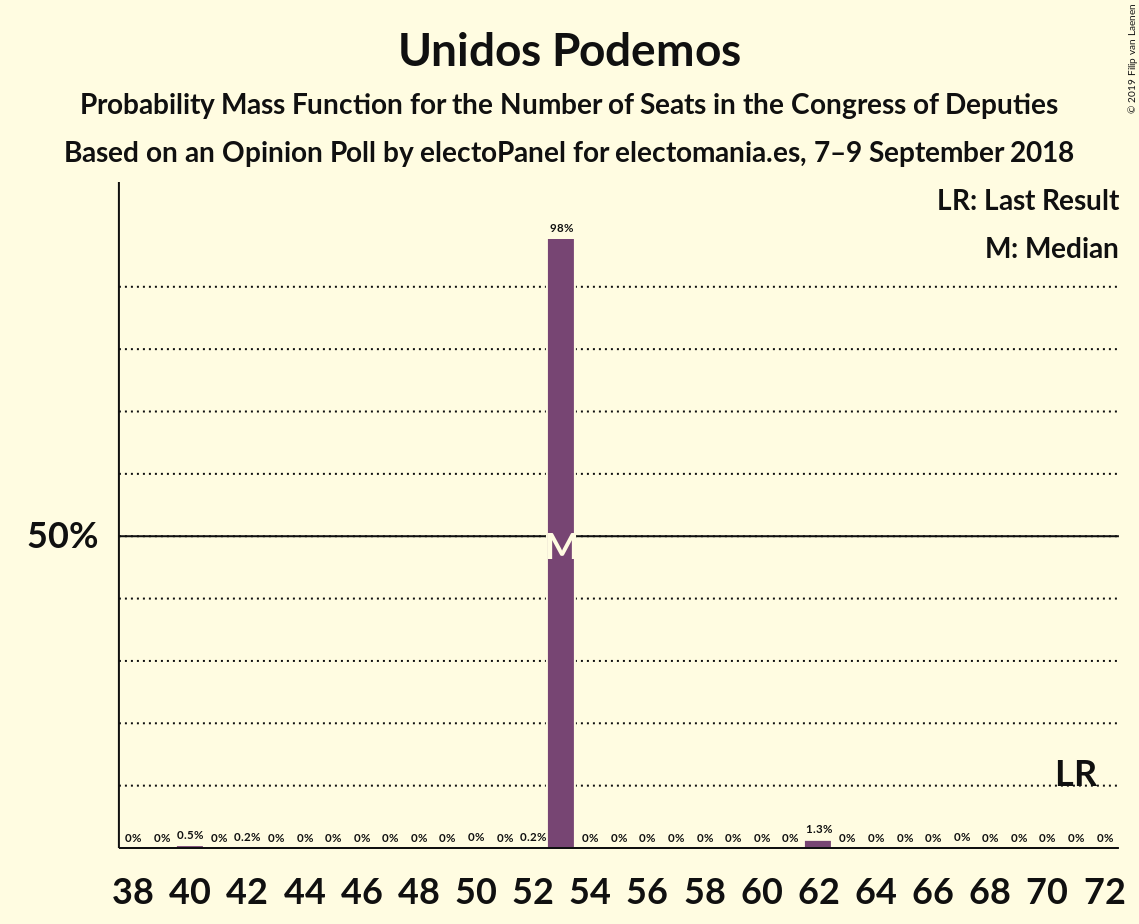 Unidos Podemos
Probability Mass Function for the Number of Seats in the Congress of Deputies
Based on an Opinion Poll by electoPanel for electomania.es, 7–9 September 2018
© 2019 Filip van Laenen
LR: Last Result
M: Median
98%
50%
M
LR
0% 0% 0.5% 0% 0.2% 0% 0% 0% 0% 0% 0% 0% 0% 0% 0.2% 0% 0% 0% 0% 0% 0% 0% 0% 1.3% 0% 0% 0% 0% 0% 0% 0% 0% 0% 0%
38 40 42 44 46 48 50 52 54 56 58 60 62 64 66 68 70 72